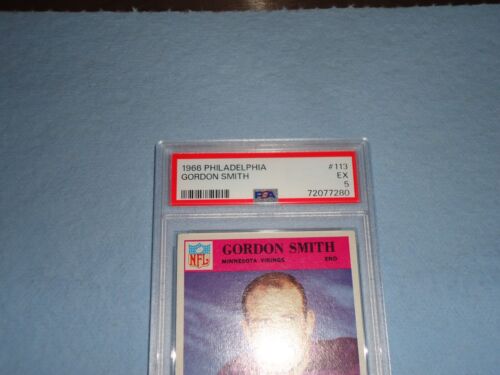 1966 PHILADELPHIA #113
GORDON SMITH EX
5
PSA 72077280
NFL GORDON SMITH
MINNESOTA VIKINGS END